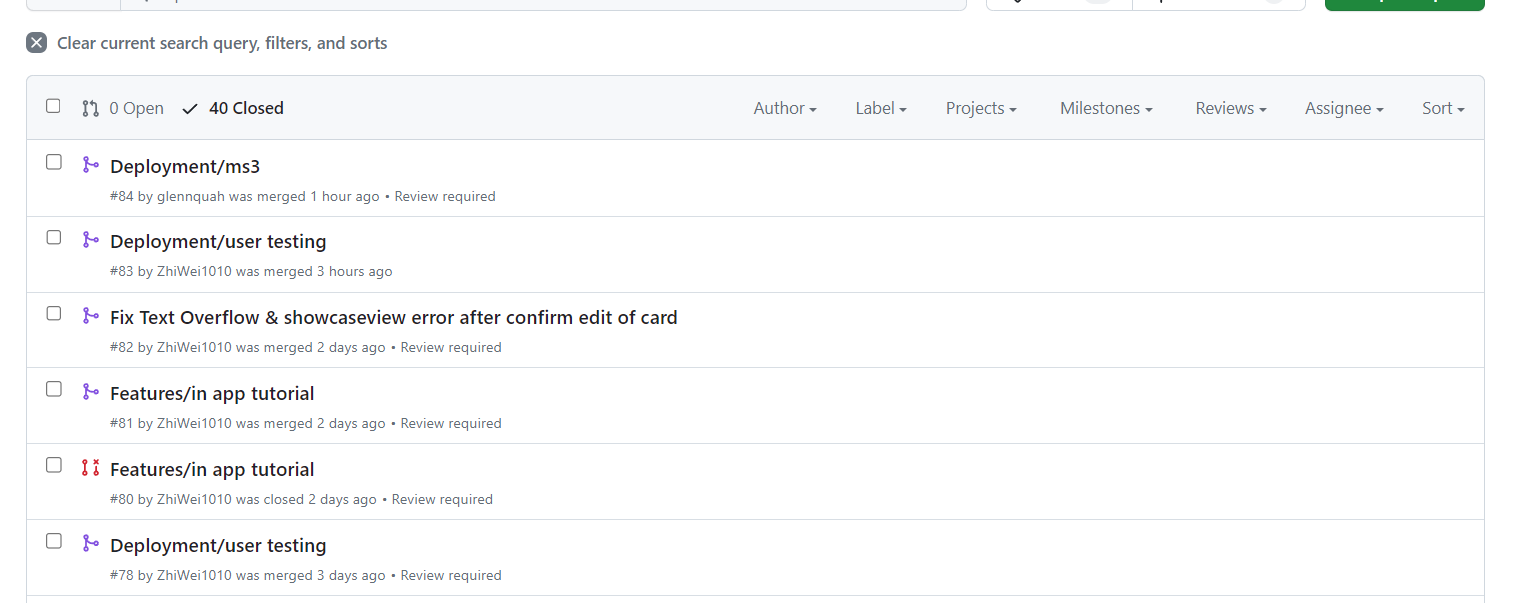 Clear current search query, filters, and sorts
0 Open 40 Closed Author Label Projects Milestones Reviews Assignee Sort
Deployment/ms3
#84 by glennquah was merged 1 hour ago • Review required
Deployment/user testing
#83 by ZhiWei1010 was merged 3 hours ago
Fix Text Overflow & showcaseview error after confirm edit of card
#82 by ZhiWei1010 was merged 2 days ago • Review required
Features/in app tutorial
#81 by ZhiWei1010 was merged 2 days ago • Review required
Features/in app tutorial
#80 by ZhiWei1010 was closed 2 days ago • Review required
Deployment/user testing
#78 by ZhiWei1010 was merged 3 days ago • Review required